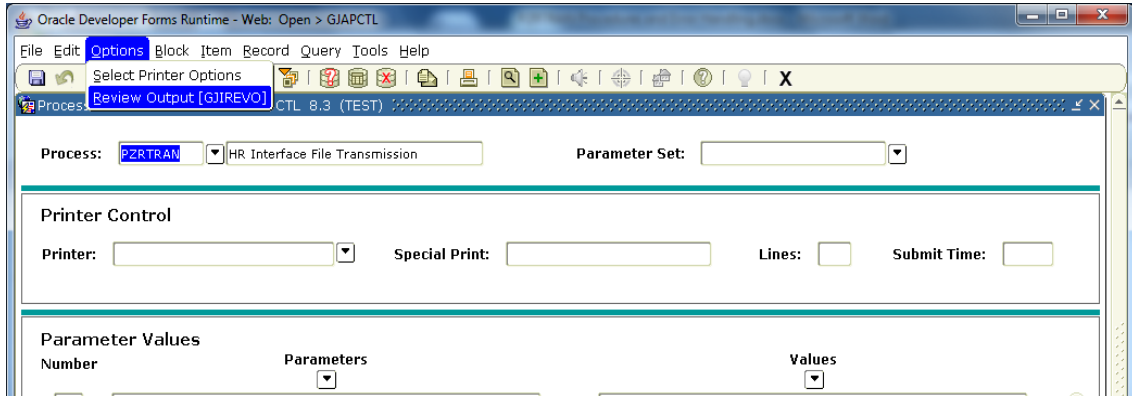 Oracle Developer Forms Runtime - Web: Open > GJAPCTL
File Edit Options Block Item Record Query Tools Help
Select Printer Options
Review Output [GJIREVO]
Process CTL 8.3 (TEST)
Process: PZRTRAN HR Interface File Transmission Parameter Set:
Printer Control
Printer: Special Print: Lines: Submit Time:
Parameter Values
Number Parameters Values